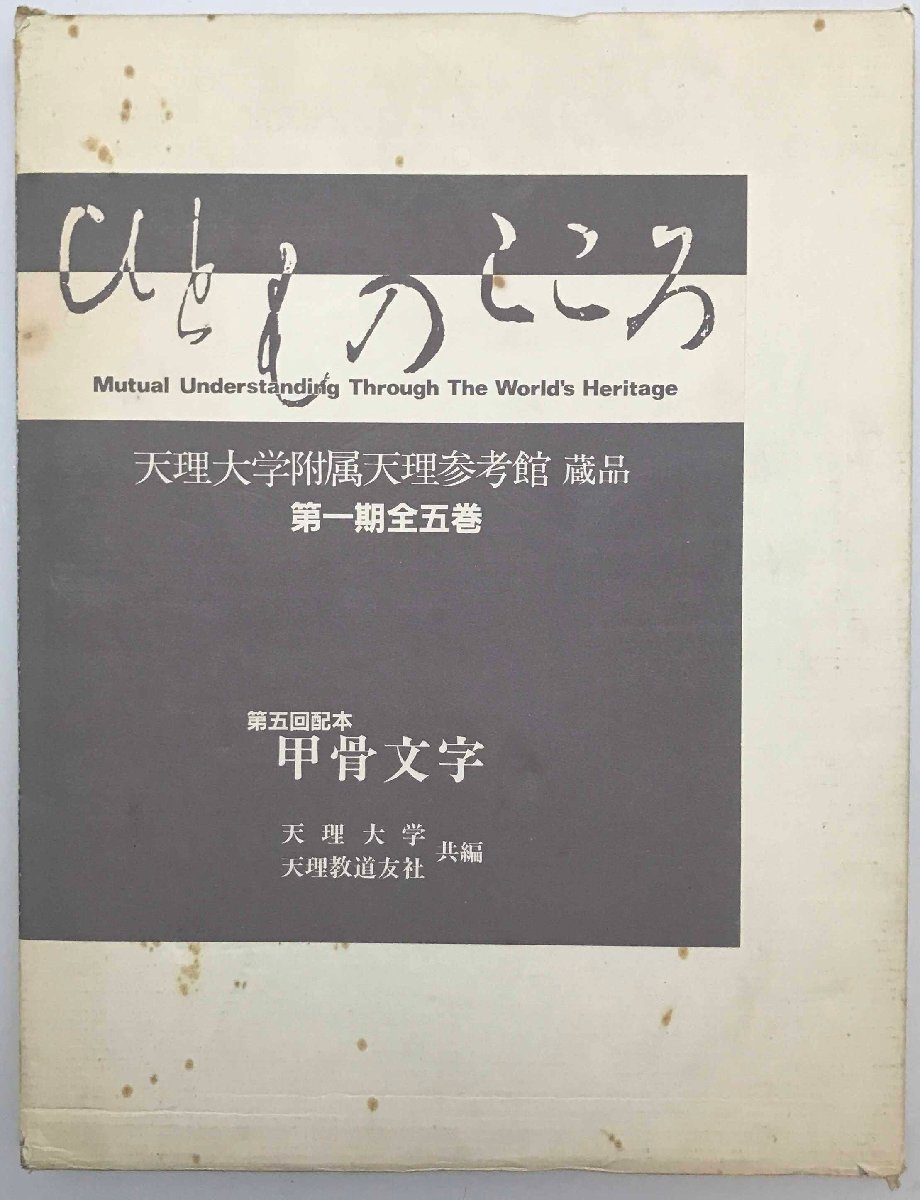 ひとものこころ
Mutual Understanding Through The World's Heritage
天理大学附属天理参考館 蔵品
第一期全五巻
第五回配本
甲骨文字
天理大学
天理教道友社
共編